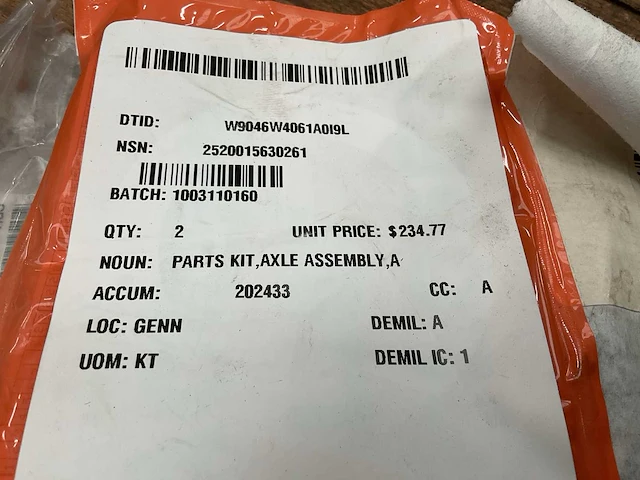 DTID: W9046W4061A0I9L
NSN: 2520015630261
BATCH: 1003110160
QTY: 2 UNIT PRICE: $234.77
NOUN: PARTS KIT,AXLE ASSEMBLY,A
ACCUM: 202433 CC: A
LOC: GENN DEMIL: A
UOM: KT DEMIL IC: 1